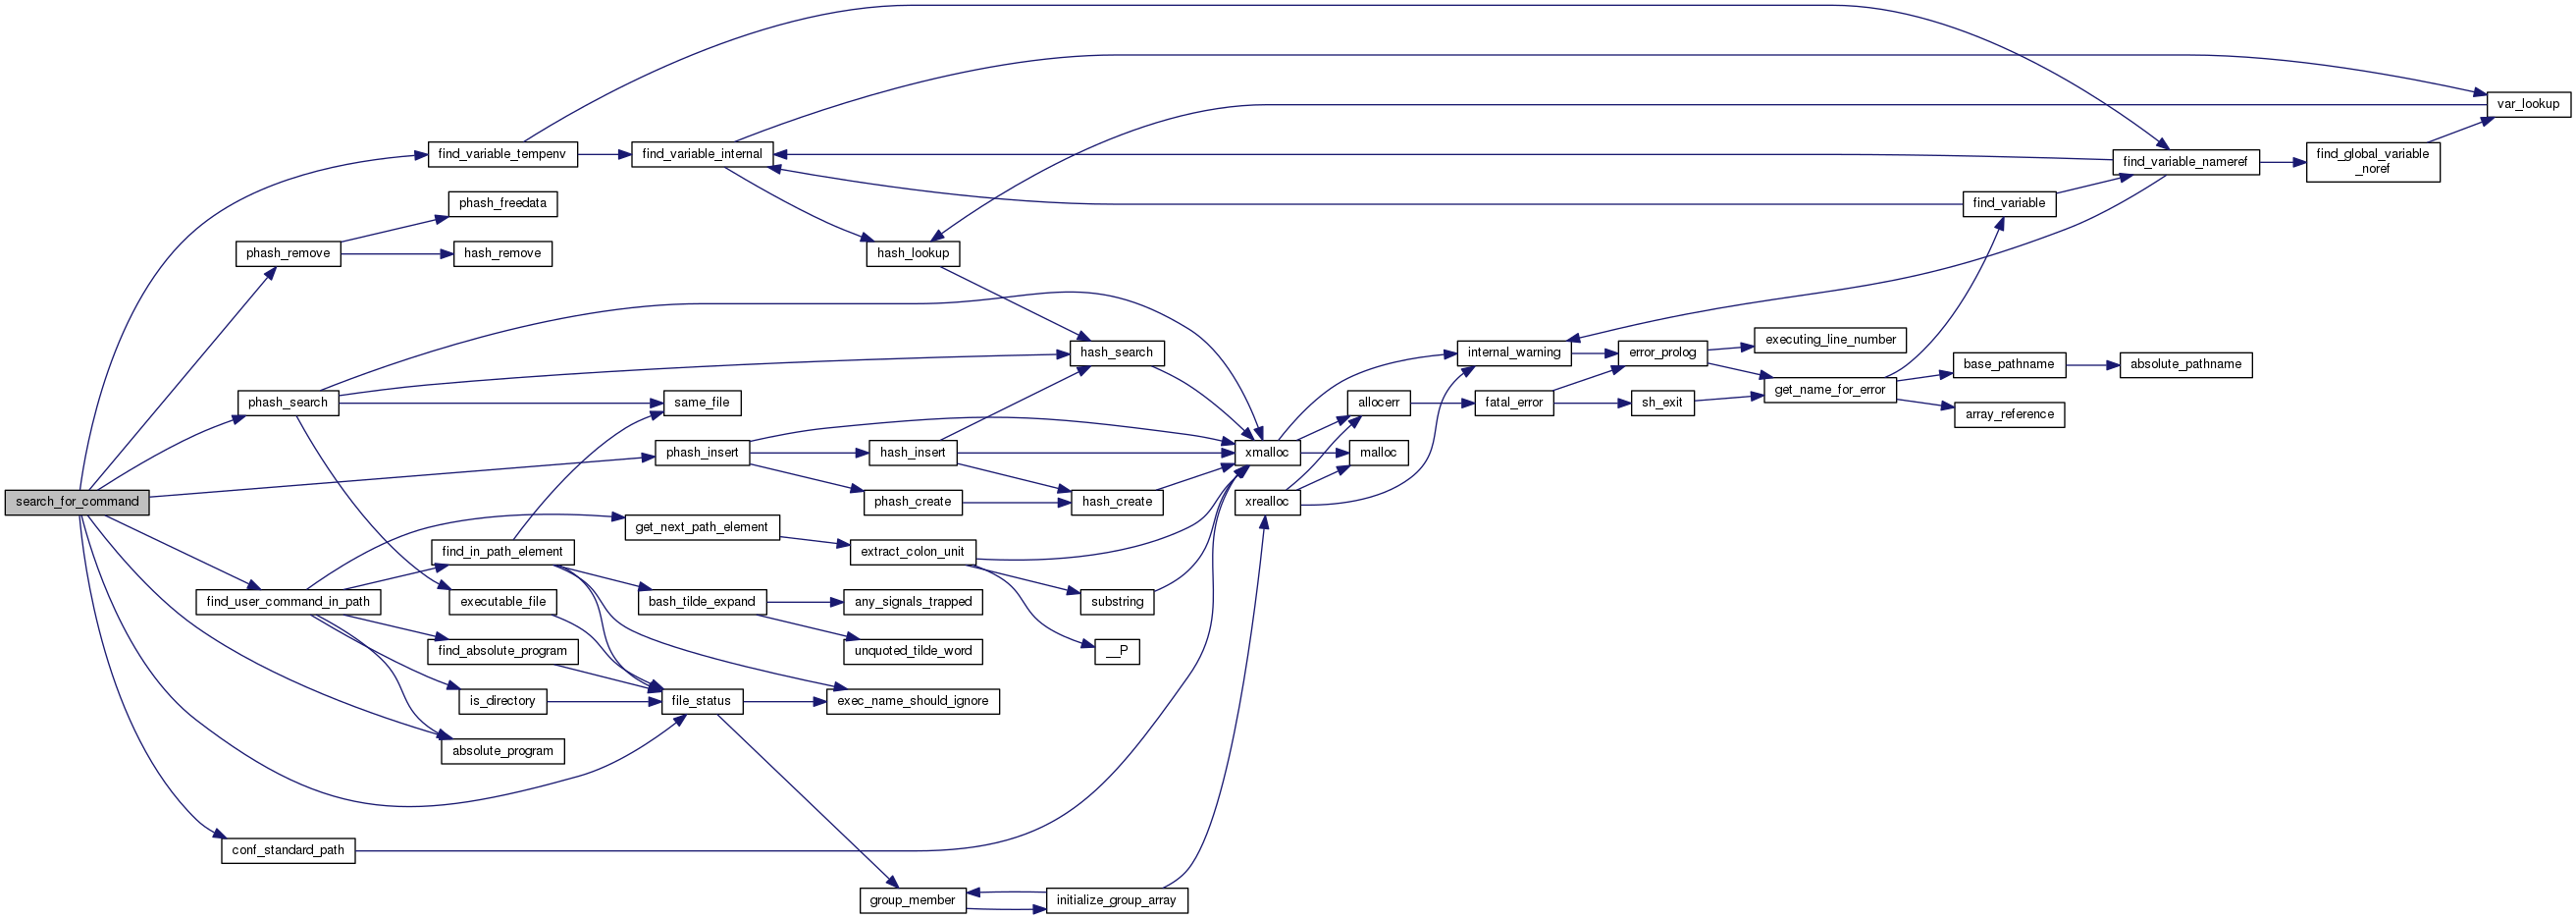 search_for_command
find_variable_tempenv
phash_remove
phash_freedata
hash_remove
phash_search
phash_insert
find_user_command_in_path
conf_standard_path
find_in_path_element
executable_file
find_absolute_program
is_directory
absolute_program
find_variable_internal
same_file
get_next_path_element
bash_tilde_expand
file_status
hash_lookup
hash_insert
phash_create
extract_colon_unit
any_signals_trapped
unquoted_tilde_word
exec_name_should_ignore
group_member
hash_search
hash_create
substring
__P
initialize_group_array
xmalloc
xrealloc
allocerr
malloc
internal_warning
fatal_error
error_prolog
sh_exit
executing_line_number
get_name_for_error
find_variable
base_pathname
array_reference
absolute_pathname
find_variable_nameref
find_global_variable
_noref
var_lookup